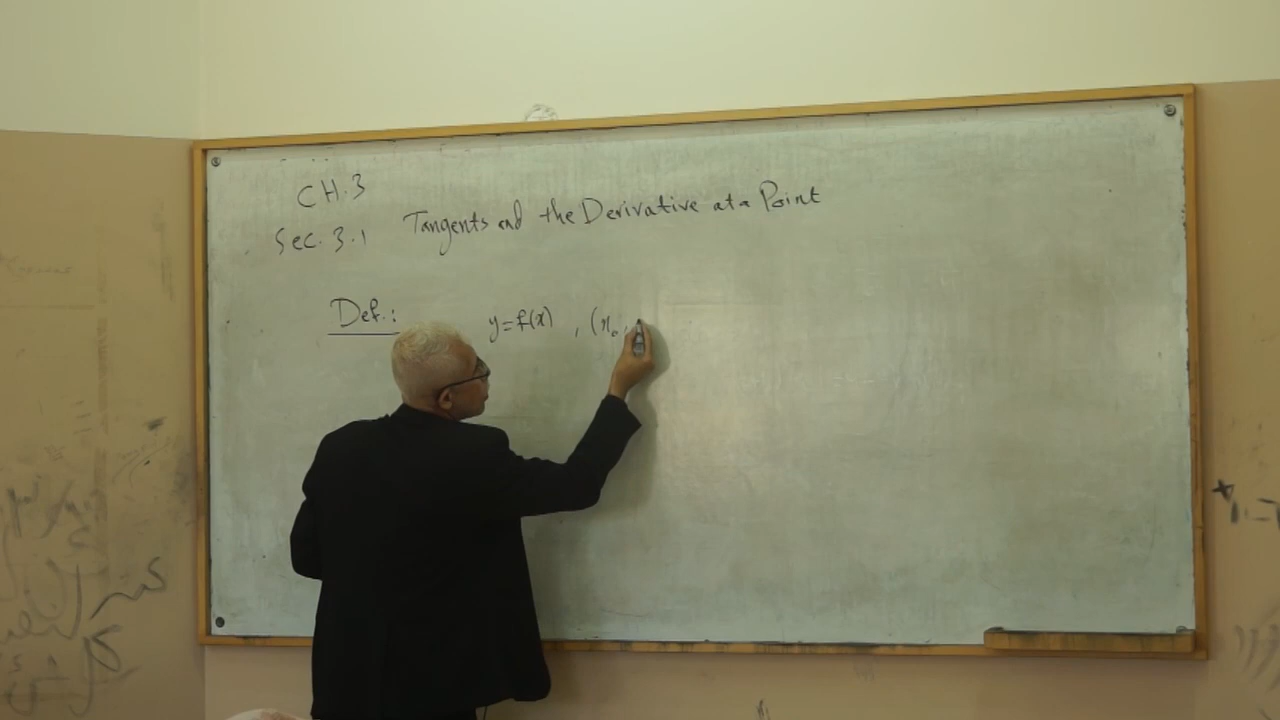 CH.3
Sec. 3.1 Tangents and the Derivative at a Point
Def.: y=f(x) , (x₀,